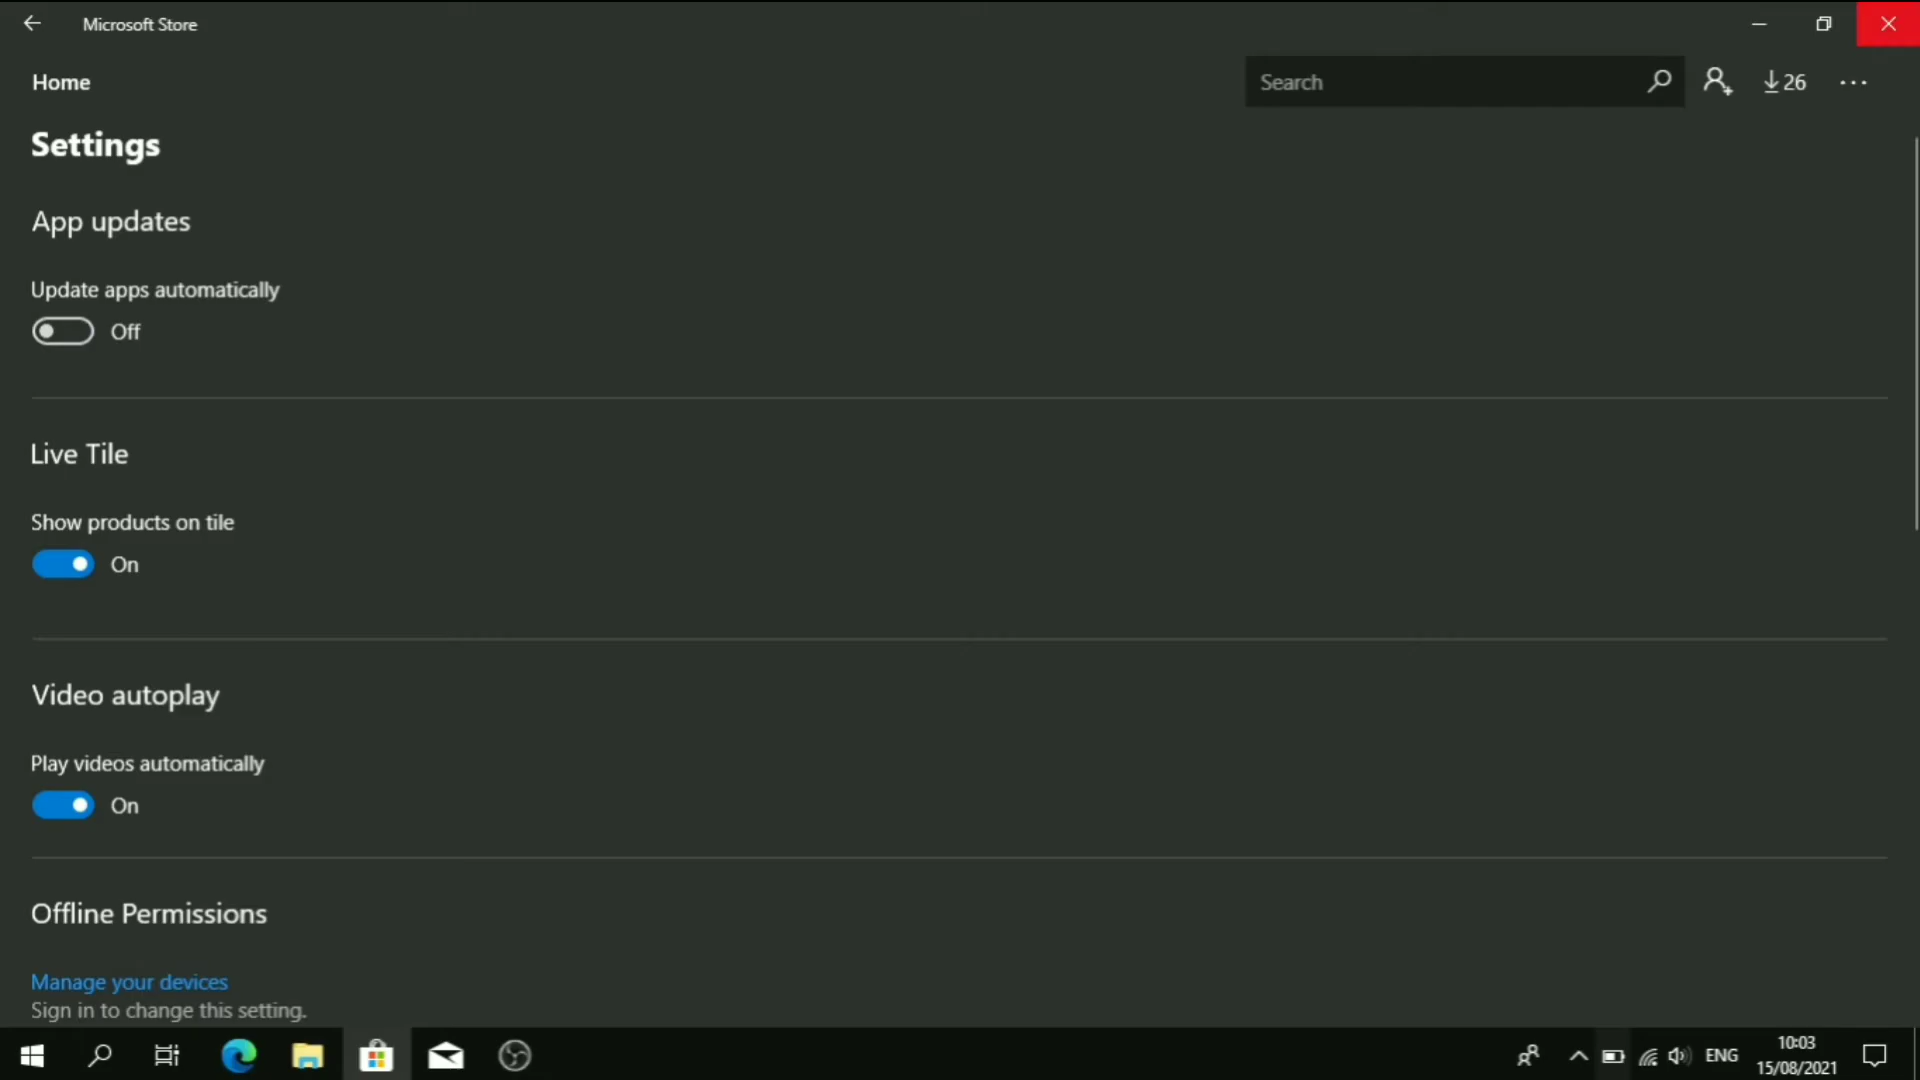 Microsoft Store
Home
Search
26
Settings
App updates
Update apps automatically
Off
Live Tile
Show products on tile
On
Video autoplay
Play videos automatically
On
Offline Permissions
Manage your devices
Sign in to change this setting.
ENG
10:03
15/08/2021